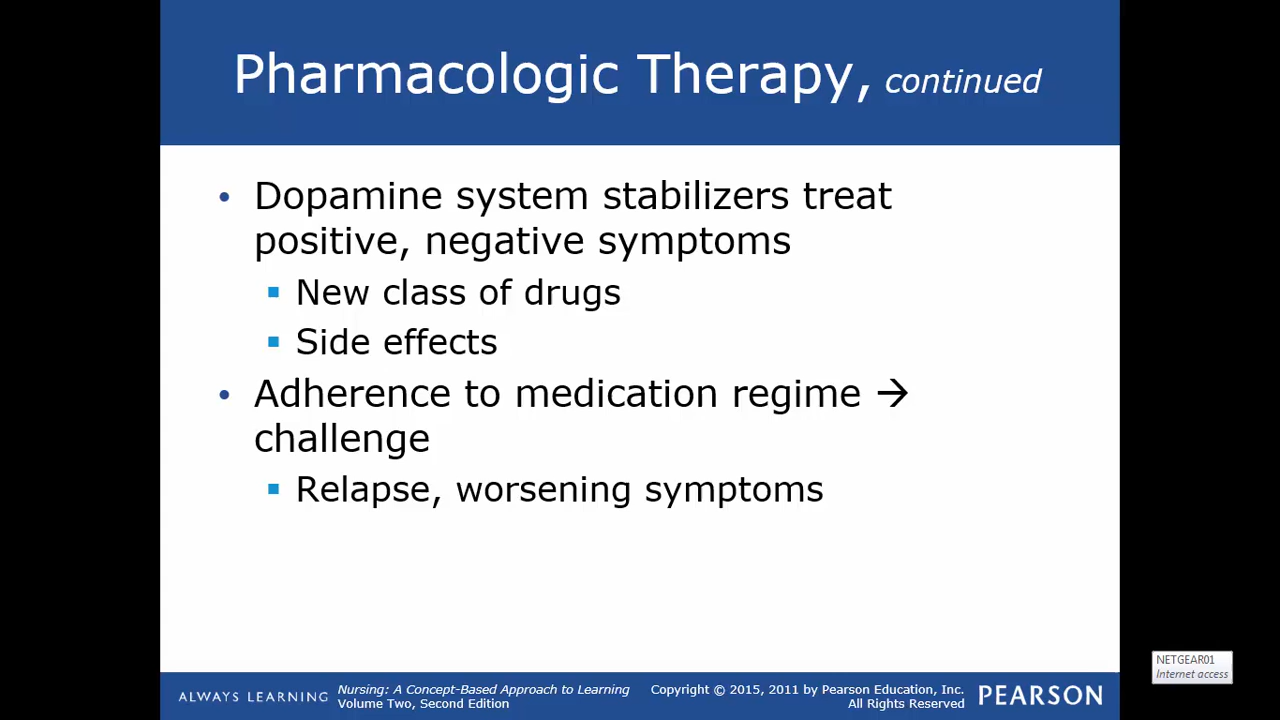 Pharmacologic Therapy, continued
• Dopamine system stabilizers treat
positive, negative symptoms
▪ New class of drugs
▪ Side effects
• Adherence to medication regime →
challenge
▪ Relapse, worsening symptoms
NETGEAR01
Internet access
ALWAYS LEARNING
Nursing: A Concept-Based Approach to Learning
Volume Two, Second Edition
Copyright © 2015, 2011 by Pearson Education, Inc.
All Rights Reserved
PEARSON